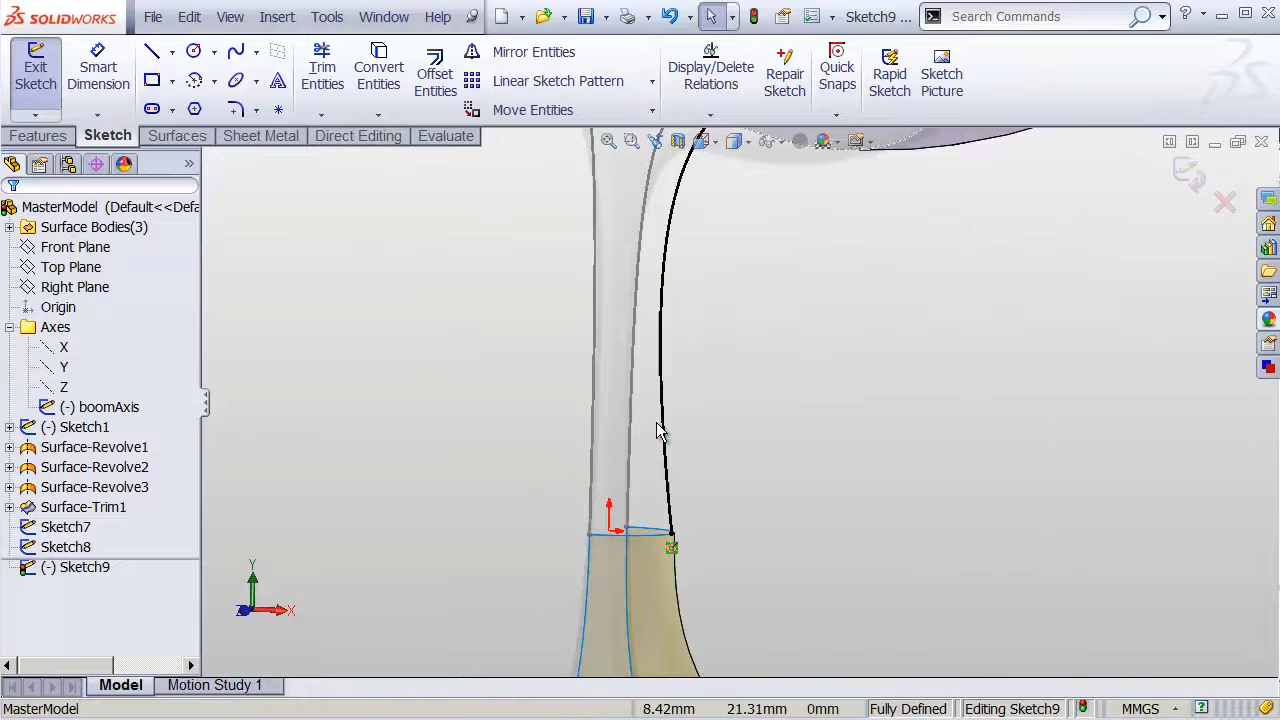 SOLIDWORKS File Edit View Insert Tools Window Help Sketch9 ... Search Commands ?
Exit Sketch
Smart Dimension
Trim Entities
Convert Entities
Offset Entities
Mirror Entities
Linear Sketch Pattern
Move Entities
Display/Delete Relations
Repair Sketch
Quick Snaps
Rapid Sketch
Sketch Picture
Features Sketch Surfaces Sheet Metal Direct Editing Evaluate
MasterModel (Default<<Defa
Surface Bodies(3)
Front Plane
Top Plane
Right Plane
Origin
Axes
X
Y
Z
(-) boomAxis
(-) Sketch1
Surface-Revolve1
Surface-Revolve2
Surface-Revolve3
Surface-Trim1
Sketch7
Sketch8
(-) Sketch9
Y
Z X
Model Motion Study 1
MasterModel 8.42mm 21.31mm 0mm Fully Defined Editing Sketch9 MMGS ?